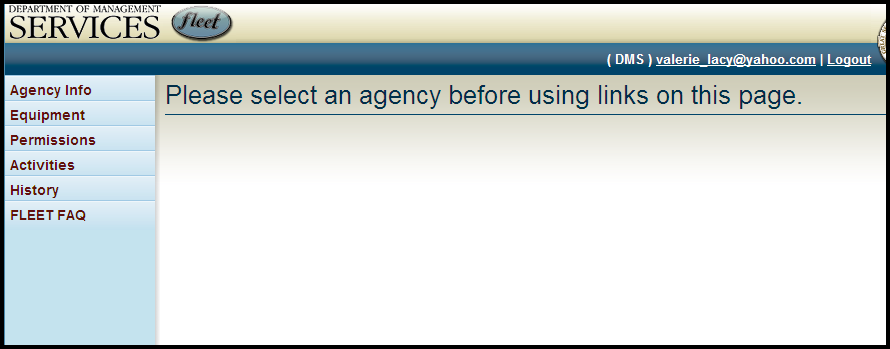 DEPARTMENT OF MANAGEMENT
SERVICES
fleet
( DMS ) valerie_lacy@yahoo.com | Logout
Agency Info
Equipment
Permissions
Activities
History
FLEET FAQ
Please select an agency before using links on this page.